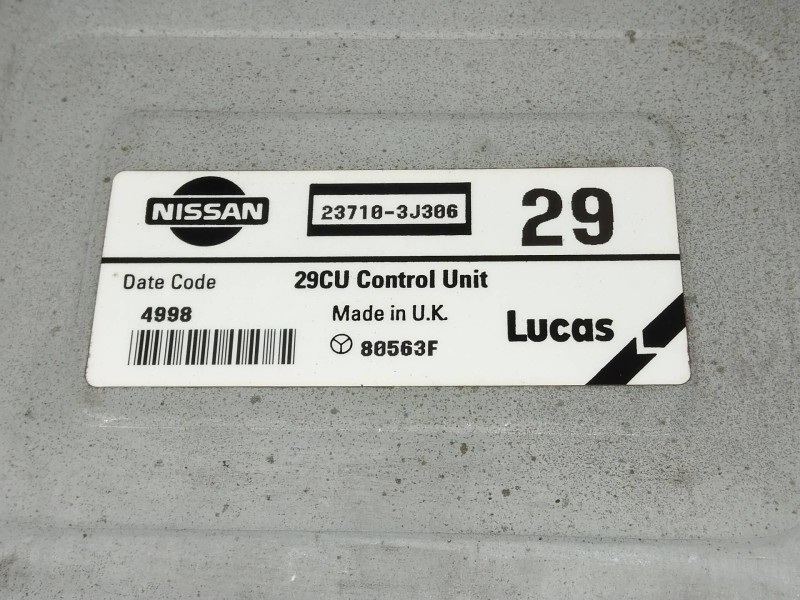 NISSAN
23710-3J306
29
Date Code
29CU Control Unit
4998
Made in U.K.
Lucas
80563F